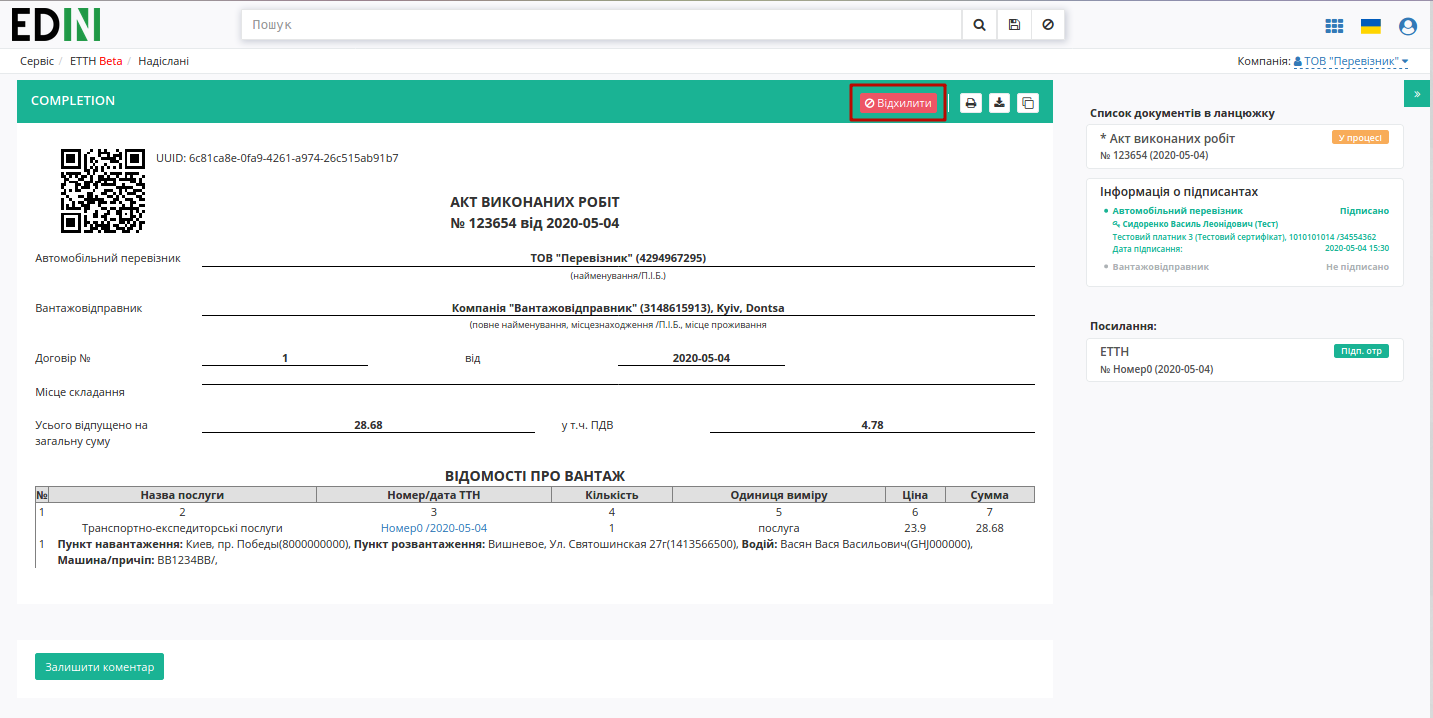 EDIN
Пошук
Сервіс / ЕТТН Beta / Надіслані
Компанія: ТОВ "Перевізник"
COMPLETION
Відхилити
»
UUID: 6c81ca8e-0fa9-4261-a974-26c515ab91b7
АКТ ВИКОНАНИХ РОБІТ
№ 123654 від 2020-05-04
Автомобільний перевізник ТОВ "Перевізник" (4294967295)
(найменування/П.І.Б.)
Вантажовідправник Компанія "Вантажовідправник" (3148615913), Kyiv, Dontsa
(повне найменування, місцезнаходження /П.І.Б., місце проживання
Договір № 1 від 2020-05-04
Місце складання
Усього відпущено на загальну суму 28.68 у т.ч. ПДВ 4.78
ВІДОМОСТІ ПРО ВАНТАЖ
№ Назва послуги Номер/дата ТТН Кількість Одиниця виміру Ціна Сумма
1 2 3 4 5 6 7
Транспортно-експедиторські послуги Номер0 /2020-05-04 1 послуга 23.9 28.68
1 Пункт навантаження: Киев, пр. Победы(8000000000), Пункт розвантаження: Вишневое, Ул. Святошинская 27г(1413566500), Водій: Васян Вася Васильович(GHJ000000),
Машина/причіп: ВВ1234ВВ/,
Залишити коментар
Список документів в ланцюжку
* Акт виконаних робіт У процесі
№ 123654 (2020-05-04)
Інформація о підписантах
Автомобільний перевізник Підписано
Сидоренко Василь Леонідович (Тест)
Тестовий платник 3 (Тестовий сертифікат), 1010101014 /34554362
Дата підписання: 2020-05-04 15:30
Вантажовідправник Не підписано
Посилання:
ЕТТН Підп. отр
№ Номер0 (2020-05-04)